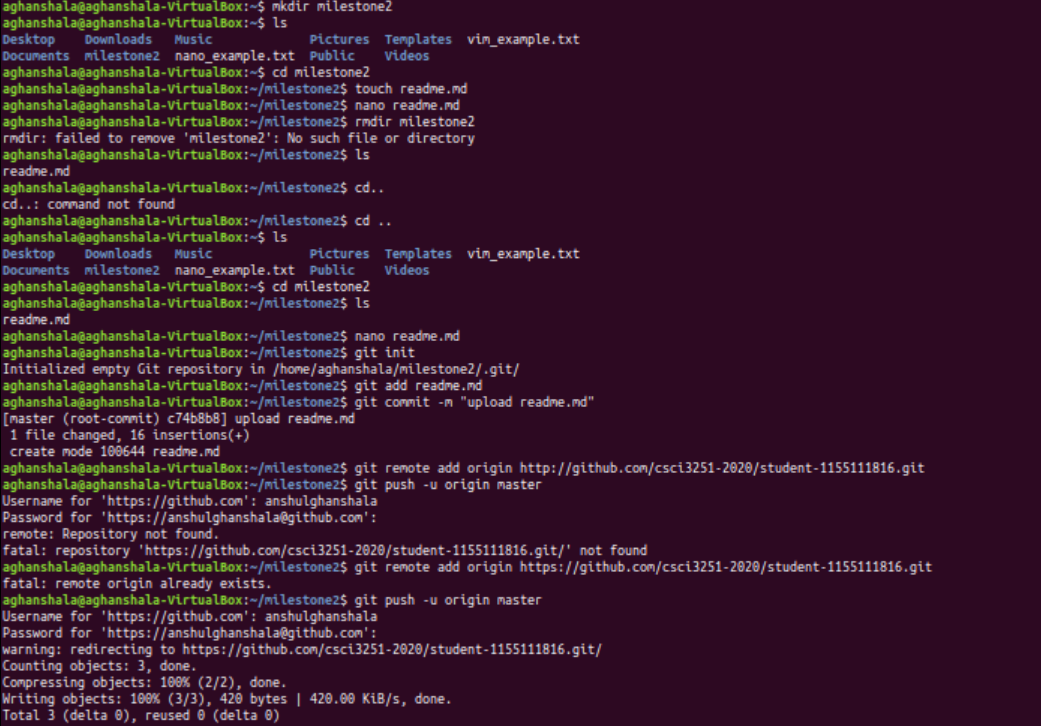 aghanshala@aghanshala-VirtualBox:~$ mkdir milestone2
aghanshala@aghanshala-VirtualBox:~$ ls
Desktop Downloads Music Pictures Templates vim_example.txt
Documents milestone2 nano_example.txt Public Videos
aghanshala@aghanshala-VirtualBox:~$ cd milestone2
aghanshala@aghanshala-VirtualBox:~/milestone2$ touch readme.md
aghanshala@aghanshala-VirtualBox:~/milestone2$ nano readme.md
aghanshala@aghanshala-VirtualBox:~/milestone2$ rmdir milestone2
rmdir: failed to remove 'milestone2': No such file or directory
aghanshala@aghanshala-VirtualBox:~/milestone2$ ls
readme.md
aghanshala@aghanshala-VirtualBox:~/milestone2$ cd..
cd..: command not found
aghanshala@aghanshala-VirtualBox:~/milestone2$ cd ..
aghanshala@aghanshala-VirtualBox:~$ ls
Desktop Downloads Music Pictures Templates vim_example.txt
Documents milestone2 nano_example.txt Public Videos
aghanshala@aghanshala-VirtualBox:~$ cd milestone2
aghanshala@aghanshala-VirtualBox:~/milestone2$ ls
readme.md
aghanshala@aghanshala-VirtualBox:~/milestone2$ nano readme.md
aghanshala@aghanshala-VirtualBox:~/milestone2$ git init
Initialized empty Git repository in /home/aghanshala/milestone2/.git/
aghanshala@aghanshala-VirtualBox:~/milestone2$ git add readme.md
aghanshala@aghanshala-VirtualBox:~/milestone2$ git commit -m "upload readme.md"
[master (root-commit) c74b8b8] upload readme.md
1 file changed, 16 insertions(+)
create mode 100644 readme.md
aghanshala@aghanshala-VirtualBox:~/milestone2$ git remote add origin http://github.com/csci3251-2020/student-1155111816.git
aghanshala@aghanshala-VirtualBox:~/milestone2$ git push -u origin master
Username for 'https://github.com': anshulghanshala
Password for 'https://anshulghanshala@github.com':
remote: Repository not found.
fatal: repository 'https://github.com/csci3251-2020/student-1155111816.git/' not found
aghanshala@aghanshala-VirtualBox:~/milestone2$ git remote add origin https://github.com/csci3251-2020/student-1155111816.git
fatal: remote origin already exists.
aghanshala@aghanshala-VirtualBox:~/milestone2$ git push -u origin master
Username for 'https://github.com': anshulghanshala
Password for 'https://anshulghanshala@github.com':
warning: redirecting to https://github.com/csci3251-2020/student-1155111816.git/
Counting objects: 3, done.
Compressing objects: 100% (2/2), done.
Writing objects: 100% (3/3), 420 bytes | 420.00 KiB/s, done.
Total 3 (delta 0), reused 0 (delta 0)